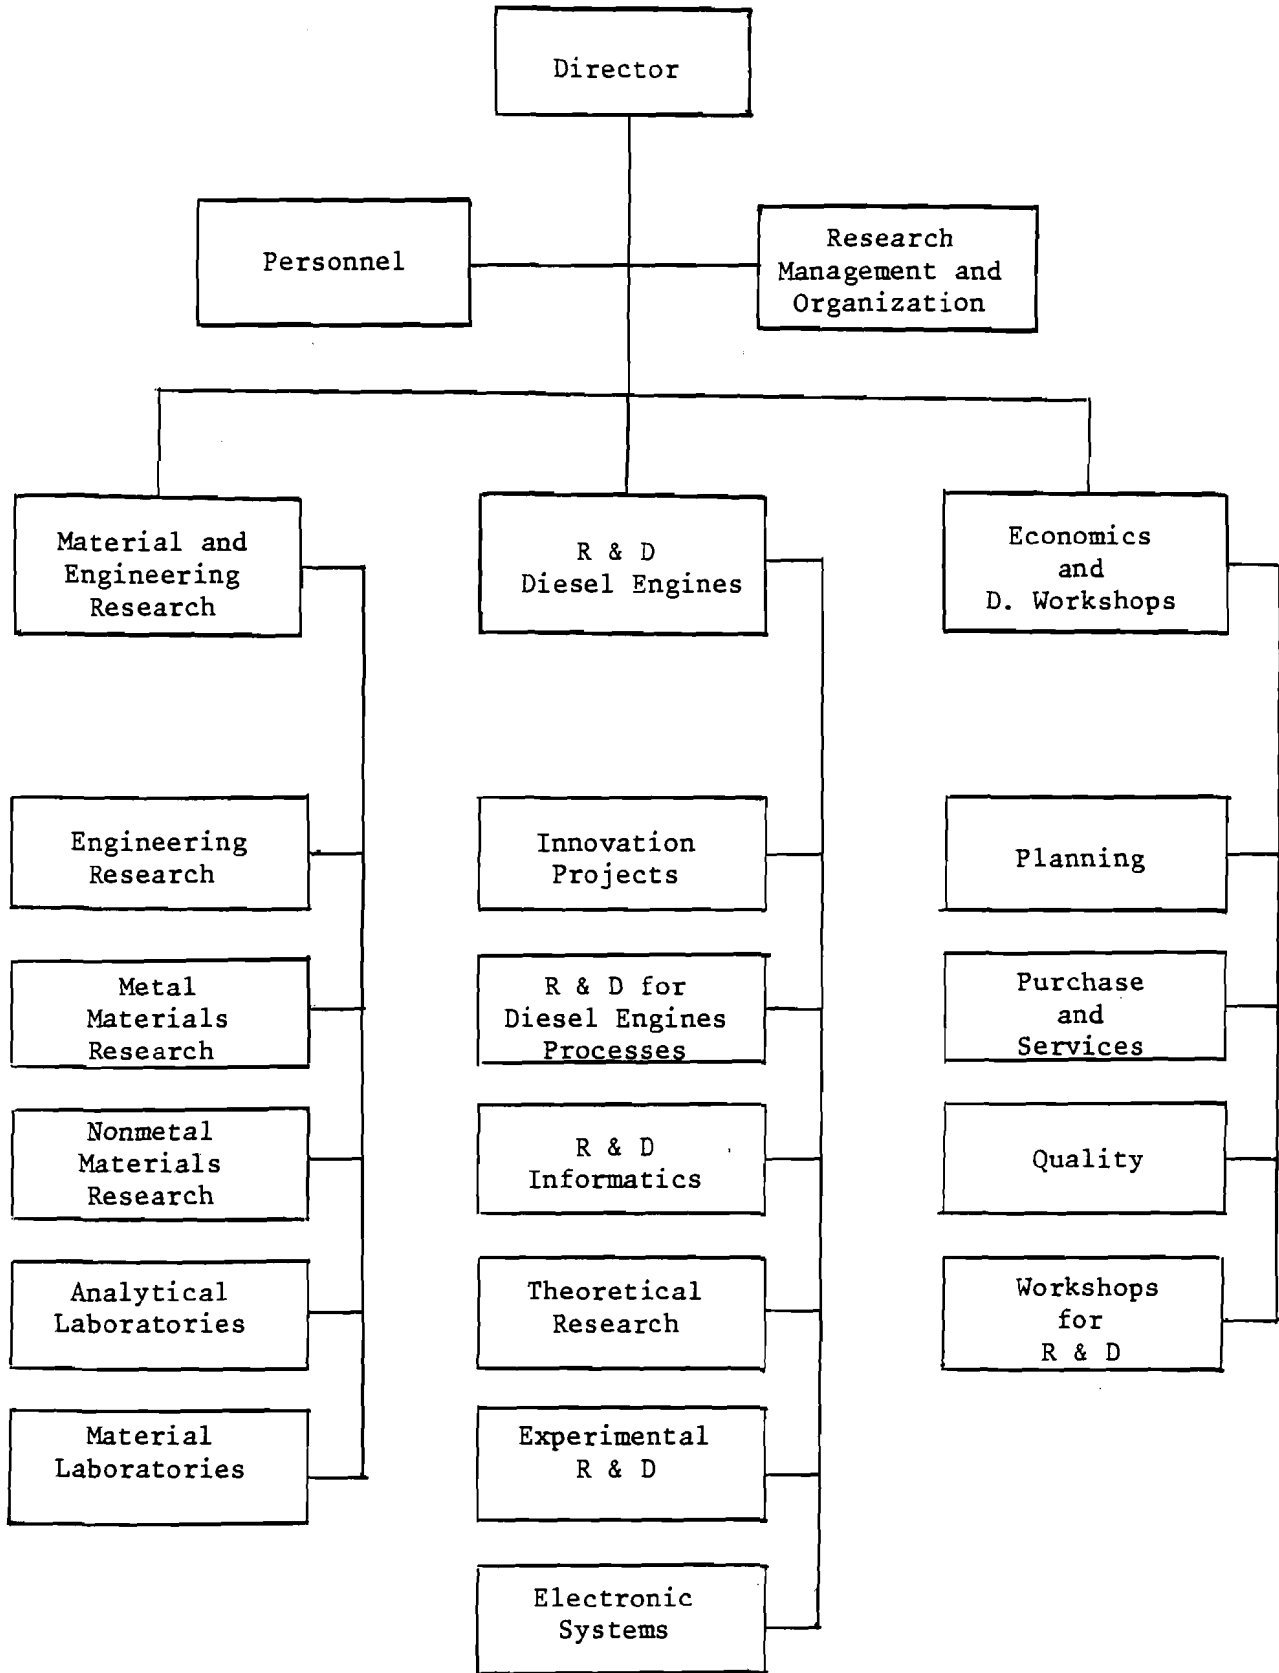 Director
Personnel
Research
Management and
Organization
Material and
Engineering
Research
R & D
Diesel Engines
Economics
and
D. Workshops
Engineering
Research
Innovation
Projects
Planning
Metal
Materials
Research
R & D for
Diesel Engines
Processes
Purchase
and
Services
Nonmetal
Materials
Research
R & D
Informatics
Quality
Analytical
Laboratories
Theoretical
Research
Workshops
for
R & D
Material
Laboratories
Experimental
R & D
Electronic
Systems